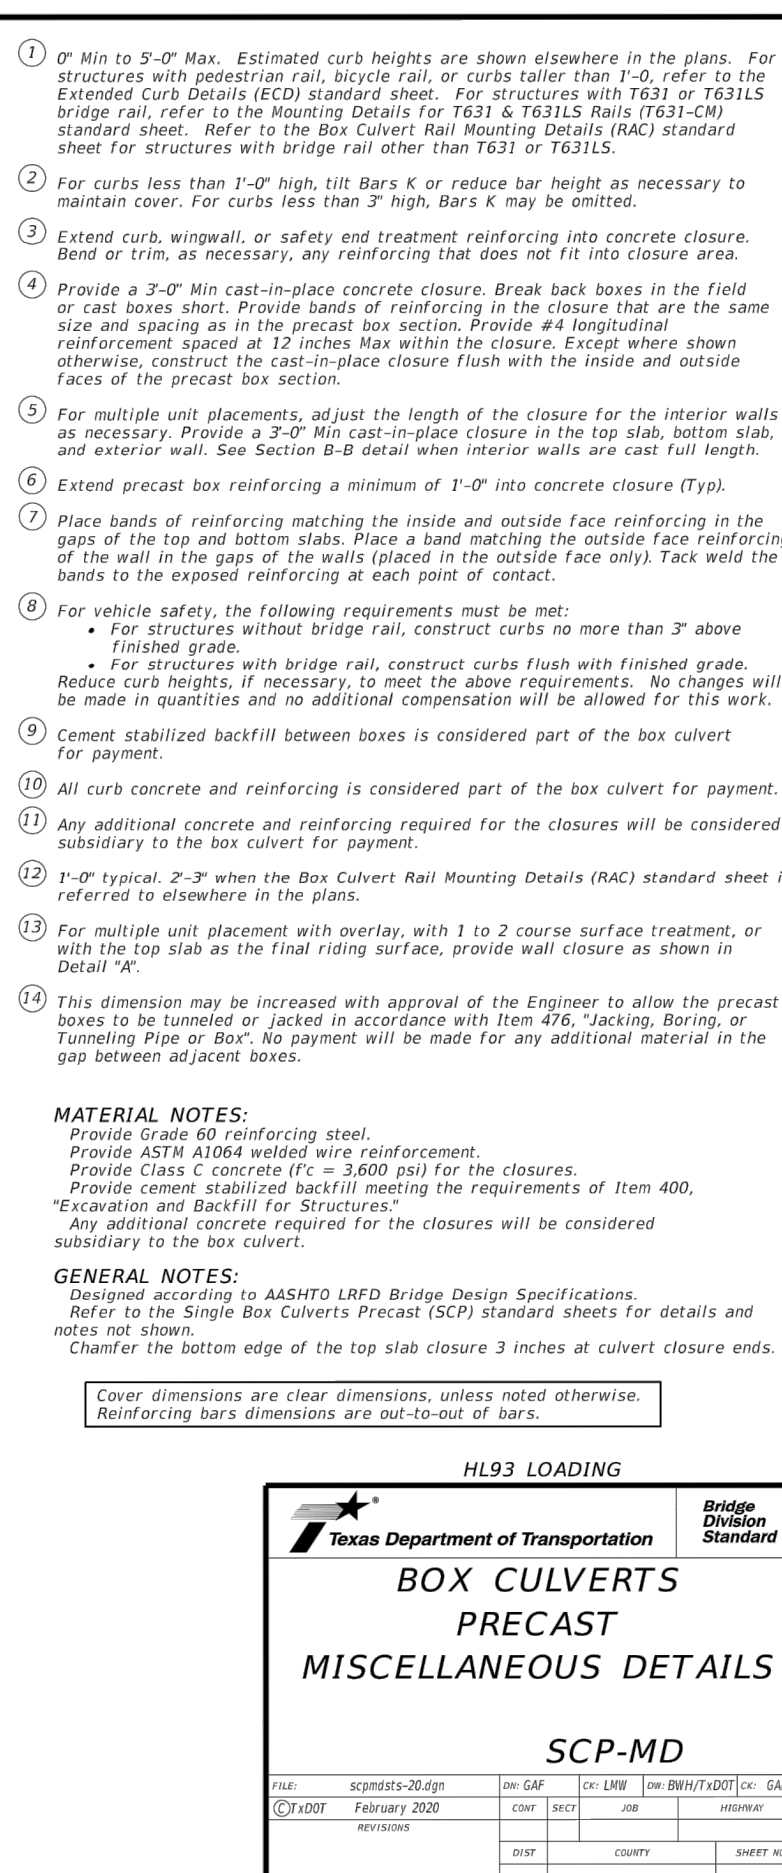 1 0" Min to 5'-0" Max. Estimated curb heights are shown elsewhere in the plans. For
structures with pedestrian rail, bicycle rail, or curbs taller than 1'-0, refer to the
Extended Curb Details (ECD) standard sheet. For structures with T631 or T631LS
bridge rail, refer to the Mounting Details for T631 & T631LS Rails (T631-CM)
standard sheet. Refer to the Box Culvert Rail Mounting Details (RAC) standard
sheet for structures with bridge rail other than T631 or T631LS.
2 For curbs less than 1'-0" high, tilt Bars K or reduce bar height as necessary to
maintain cover. For curbs less than 3" high, Bars K may be omitted.
3 Extend curb, wingwall, or safety end treatment reinforcing into concrete closure.
Bend or trim, as necessary, any reinforcing that does not fit into closure area.
4 Provide a 3'-0" Min cast-in-place concrete closure. Break back boxes in the field
or cast boxes short. Provide bands of reinforcing in the closure that are the same
size and spacing as in the precast box section. Provide #4 longitudinal
reinforcement spaced at 12 inches Max within the closure. Except where shown
otherwise, construct the cast-in-place closure flush with the inside and outside
faces of the precast box section.
5 For multiple unit placements, adjust the length of the closure for the interior walls
as necessary. Provide a 3'-0" Min cast-in-place closure in the top slab, bottom slab,
and exterior wall. See Section B-B detail when interior walls are cast full length.
6 Extend precast box reinforcing a minimum of 1'-0" into concrete closure (Typ).
7 Place bands of reinforcing matching the inside and outside face reinforcing in the
gaps of the top and bottom slabs. Place a band matching the outside face reinforcing
of the wall in the gaps of the walls (placed in the outside face only). Tack weld the
bands to the exposed reinforcing at each point of contact.
8 For vehicle safety, the following requirements must be met:
• For structures without bridge rail, construct curbs no more than 3" above
finished grade.
• For structures with bridge rail, construct curbs flush with finished grade.
Reduce curb heights, if necessary, to meet the above requirements. No changes will
be made in quantities and no additional compensation will be allowed for this work.
9 Cement stabilized backfill between boxes is considered part of the box culvert
for payment.
10 All curb concrete and reinforcing is considered part of the box culvert for payment.
11 Any additional concrete and reinforcing required for the closures will be considered
subsidiary to the box culvert for payment.
12 1'-0" typical. 2'-3" when the Box Culvert Rail Mounting Details (RAC) standard sheet i
referred to elsewhere in the plans.
13 For multiple unit placement with overlay, with 1 to 2 course surface treatment, or
with the top slab as the final riding surface, provide wall closure as shown in
Detail "A".
14 This dimension may be increased with approval of the Engineer to allow the precast
boxes to be tunneled or jacked in accordance with Item 476, "Jacking, Boring, or
Tunneling Pipe or Box". No payment will be made for any additional material in the
gap between adjacent boxes.
MATERIAL NOTES:
Provide Grade 60 reinforcing steel.
Provide ASTM A1064 welded wire reinforcement.
Provide Class C concrete (f'c = 3,600 psi) for the closures.
Provide cement stabilized backfill meeting the requirements of Item 400,
"Excavation and Backfill for Structures."
Any additional concrete required for the closures will be considered
subsidiary to the box culvert.
GENERAL NOTES:
Designed according to AASHTO LRFD Bridge Design Specifications.
Refer to the Single Box Culverts Precast (SCP) standard sheets for details and
notes not shown.
Chamfer the bottom edge of the top slab closure 3 inches at culvert closure ends.
Cover dimensions are clear dimensions, unless noted otherwise.
Reinforcing bars dimensions are out-to-out of bars.
HL93 LOADING
® Texas Department of Transportation
Bridge
Division
Standard
BOX CULVERTS
PRECAST
MISCELLANEOUS DETAILS
SCP-MD
FILE: scpmdsts-20.dgn DN: GAF CK: LMW DW: BWH/TxDOT CK: GA
©TxDOT February 2020 CONT SECT JOB HIGHWAY
REVISIONS
DIST COUNTY SHEET N